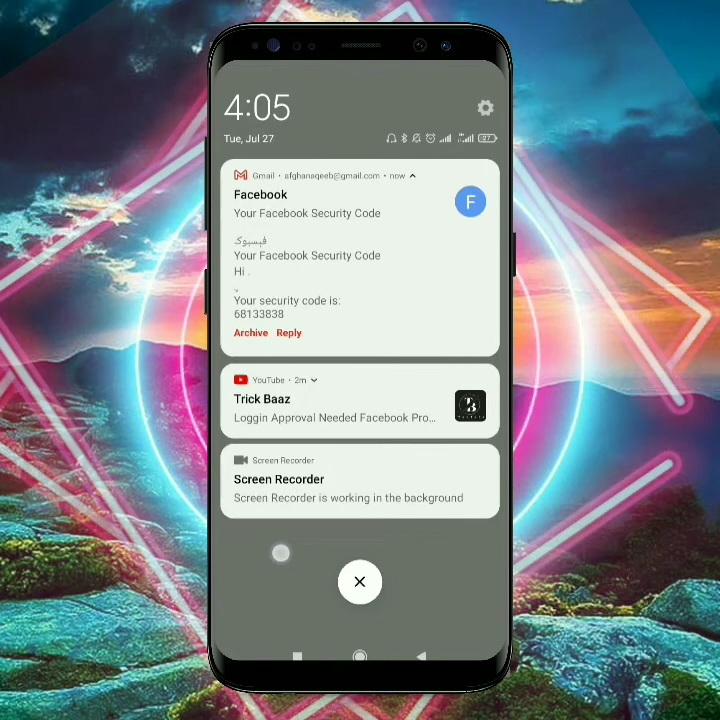 4:05
Tue, Jul 27
97
Gmail • afghanaqeeb@gmail.com • now
Facebook
Your Facebook Security Code
F
فېسبوک
Your Facebook Security Code
Hi .
Your security code is:
68133838
Archive Reply
YouTube • 2m
Trick Baaz
Loggin Approval Needed Facebook Pro...
Screen Recorder
Screen Recorder
Screen Recorder is working in the background